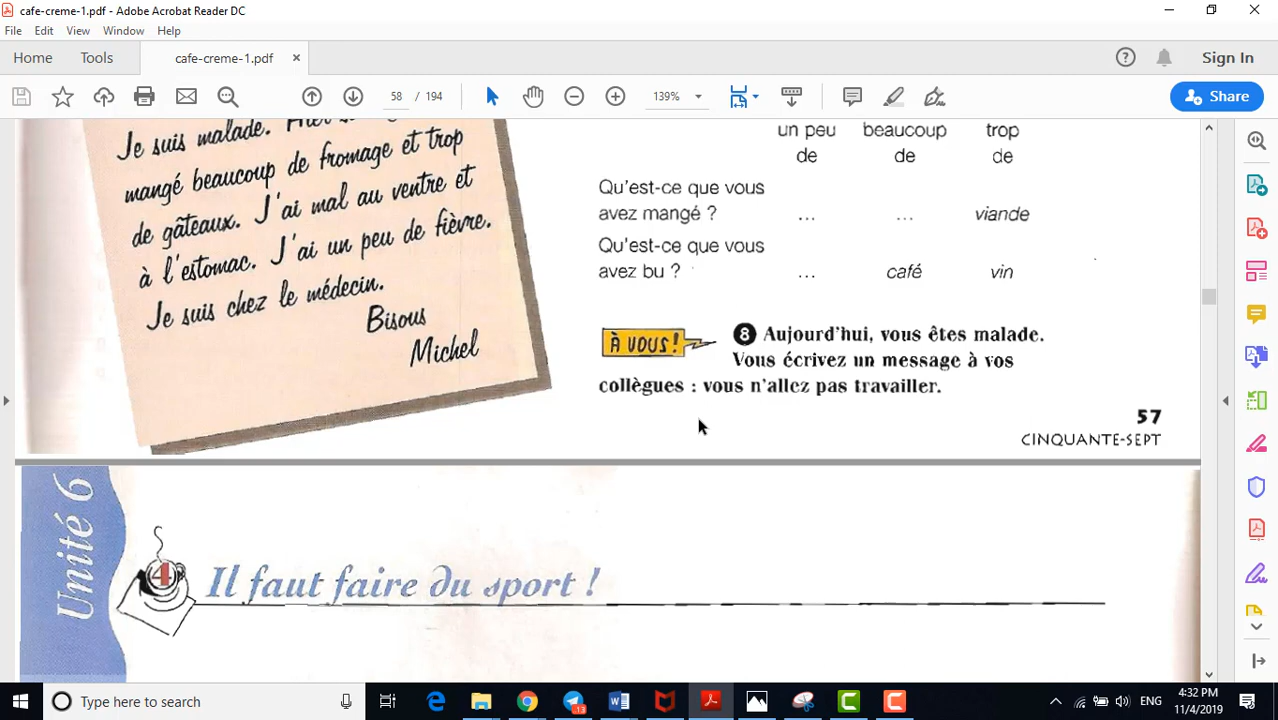 cafe-creme-1.pdf - Adobe Acrobat Reader DC
File Edit View Window Help
Home Tools cafe-creme-1.pdf × Sign In
58 / 194 139% Share
Je suis malade. Hier
mangé beaucoup de fromage et trop
de gâteaux. J'ai mal au ventre et
à l'estomac. J'ai un peu de fièvre.
Je suis chez le médecin.
Bisous
Michel
un peu beaucoup trop
de de de
Qu'est-ce que vous
avez mangé ? ... ... viande
Qu'est-ce que vous
avez bu ? ... café vin
À VOUS! 8 Aujourd'hui, vous êtes malade.
Vous écrivez un message à vos
collègues : vous n'allez pas travailler.
57
CINQUANTE-SEPT
Unité 6
4 Il faut faire du sport !
Type here to search
13
ENG
4:32 PM
11/4/2019